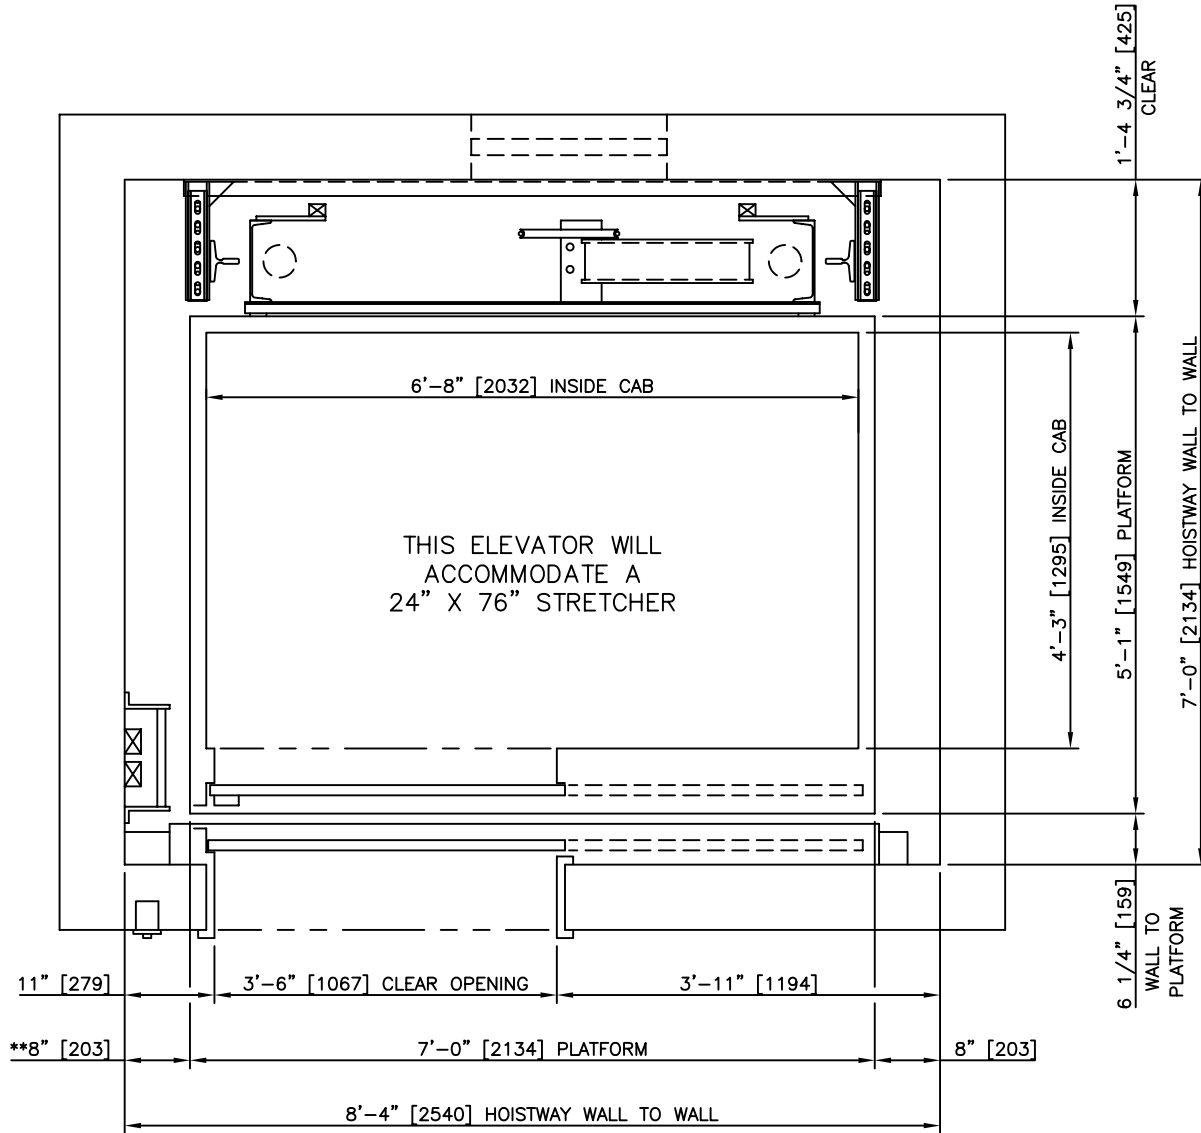 1'-4 3/4" [425]
CLEAR
6'-8" [2032] INSIDE CAB
THIS ELEVATOR WILL
ACCOMMODATE A
24" X 76" STRETCHER
4'-3" [1295] INSIDE CAB
5'-1" [1549] PLATFORM
7'-0" [2134] HOISTWAY WALL TO WALL
6 1/4" [159]
WALL TO
PLATFORM
11" [279]
3'-6" [1067] CLEAR OPENING
3'-11" [1194]
**8" [203]
7'-0" [2134] PLATFORM
8" [203]
8'-4" [2540] HOISTWAY WALL TO WALL